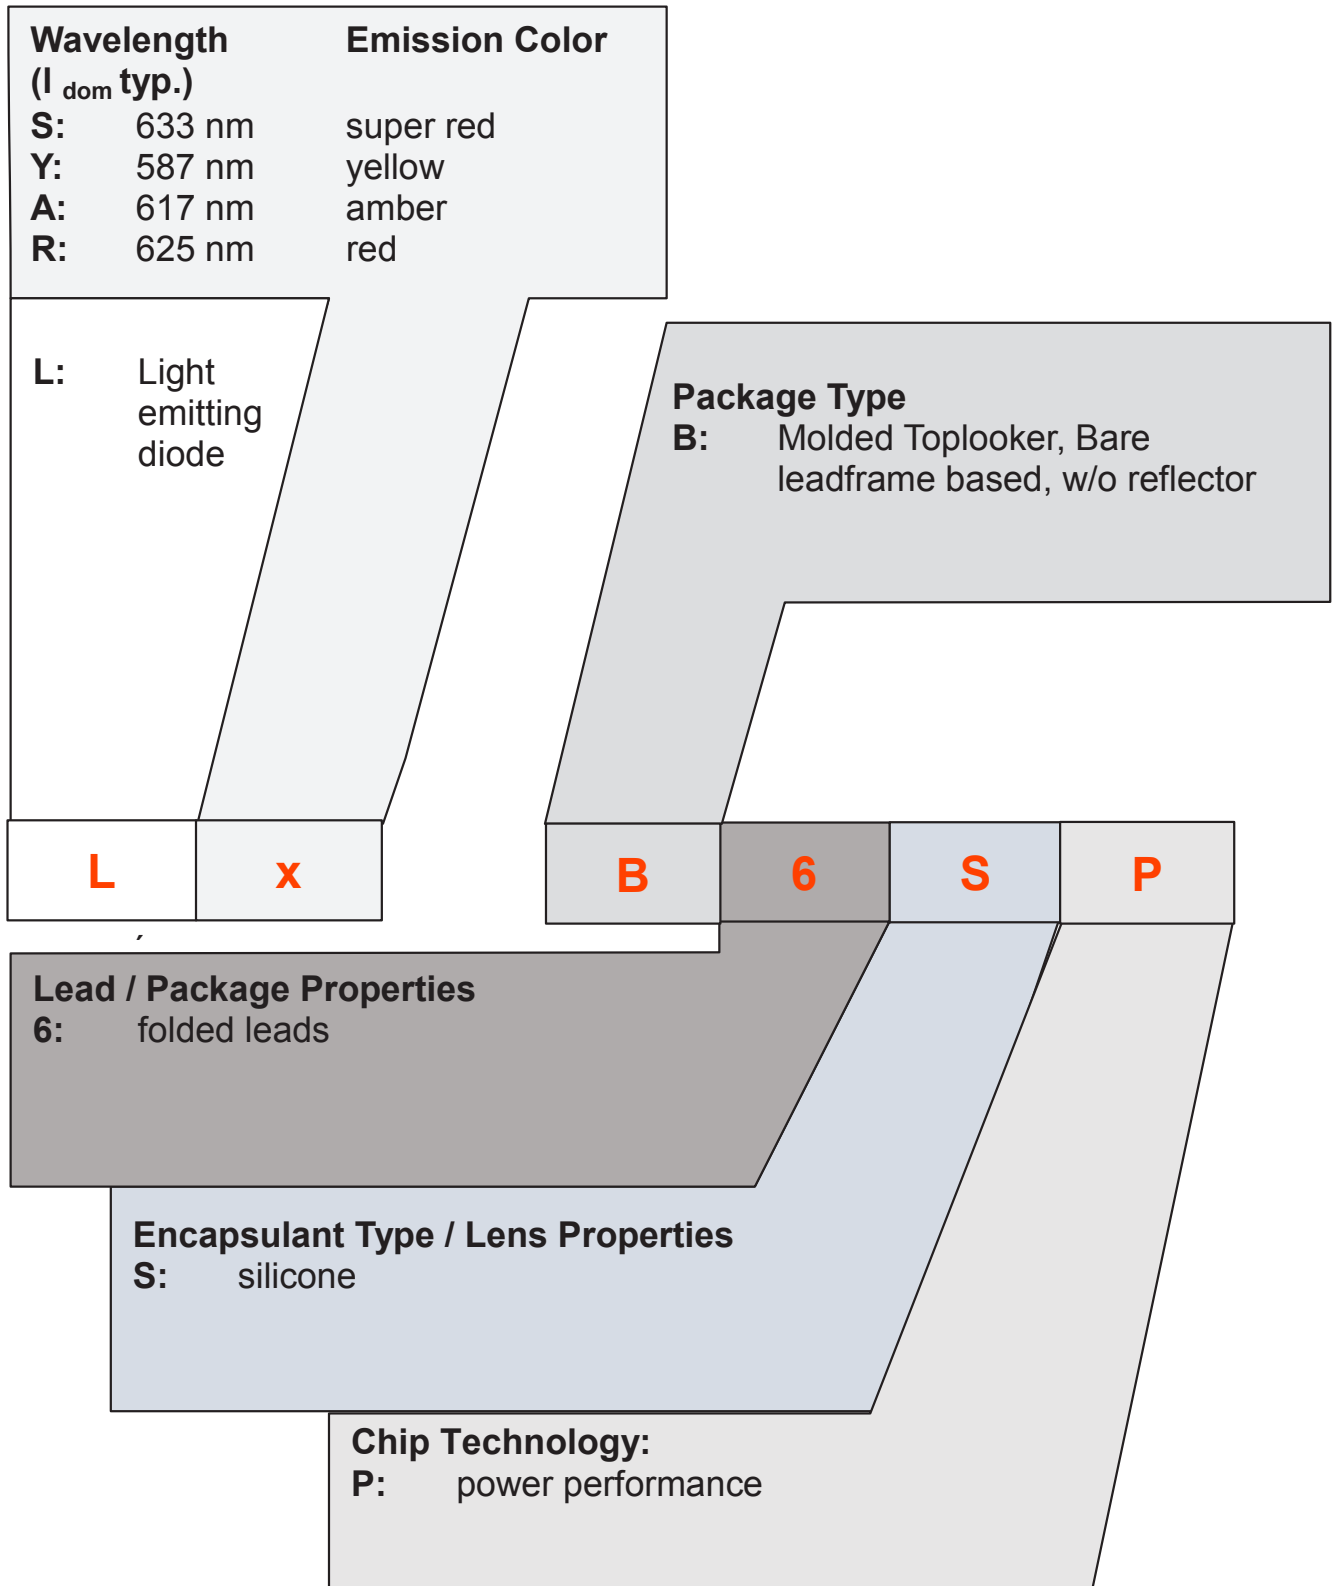 Wavelength Emission Color
(l dom typ.)
S: 633 nm super red
Y: 587 nm yellow
A: 617 nm amber
R: 625 nm red
L: Light
emitting
diode
Package Type
B: Molded Toplooker, Bare
leadframe based, w/o reflector
L x B 6 S P
´
Lead / Package Properties
6: folded leads
Encapsulant Type / Lens Properties
S: silicone
Chip Technology:
P: power performance